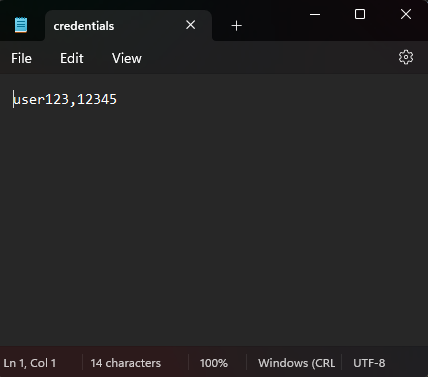 credentials
File Edit View
user123,12345
Ln 1, Col 1 14 characters 100% Windows (CRL UTF-8